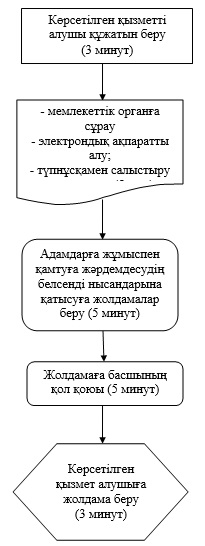 Көрсетілген қызметті
алушы құжатын беру
(3 минут)
- мемлекеттік органға
сұрау
- электрондық ақпаратты
алу;
- түпнұсқамен салыстыру
Адамдарға жұмыспен
қамтуға жәрдемдесудің
белсенді нысандарына
қатысуға жолдамалар
беру (5 минут)
Жолдамаға басшының
қол қоюы (5 минут)
Көрсетілген
қызмет алушыға
жолдама беру
(3 минут)